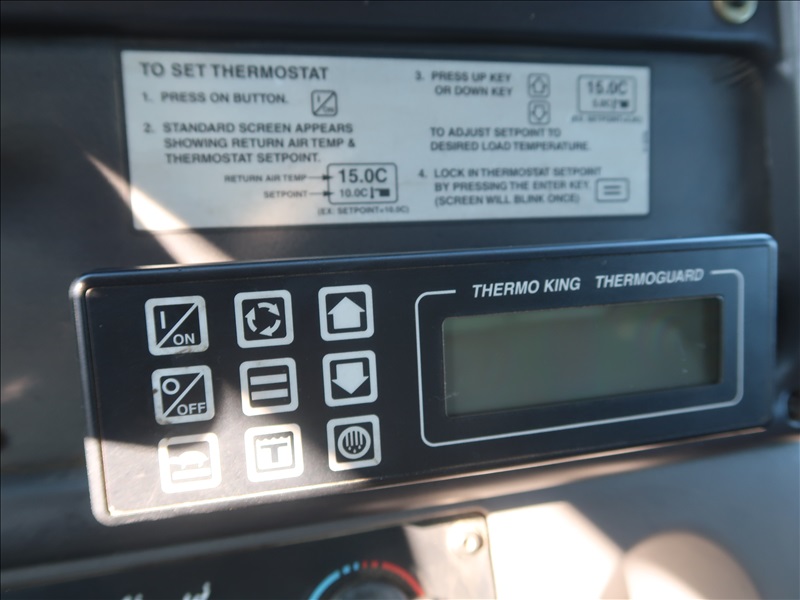 TO SET THERMOSTAT
1. PRESS ON BUTTON.
I/ON
2. STANDARD SCREEN APPEARS
SHOWING RETURN AIR TEMP &
THERMOSTAT SETPOINT.
RETURN AIR TEMP
15.0C
SETPOINT
10.0C
(EX: SETPOINT=10.0C)
3. PRESS UP KEY
OR DOWN KEY
15.0C
TO ADJUST SETPOINT TO
DESIRED LOAD TEMPERATURE.
4. LOCK IN THERMOSTAT SETPOINT
BY PRESSING THE ENTER KEY.
(SCREEN WILL BLINK ONCE)
THERMO KING THERMOGUARD
I/ON
O/OFF